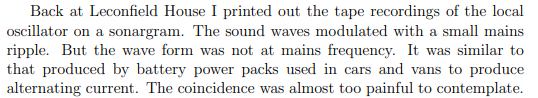 Back at Leconfield House I printed out the tape recordings of the local
oscillator on a sonargram. The sound waves modulated with a small mains
ripple. But the wave form was not at mains frequency. It was similar to
that produced by battery power packs used in cars and vans to produce
alternating current. The coincidence was almost too painful to contemplate.